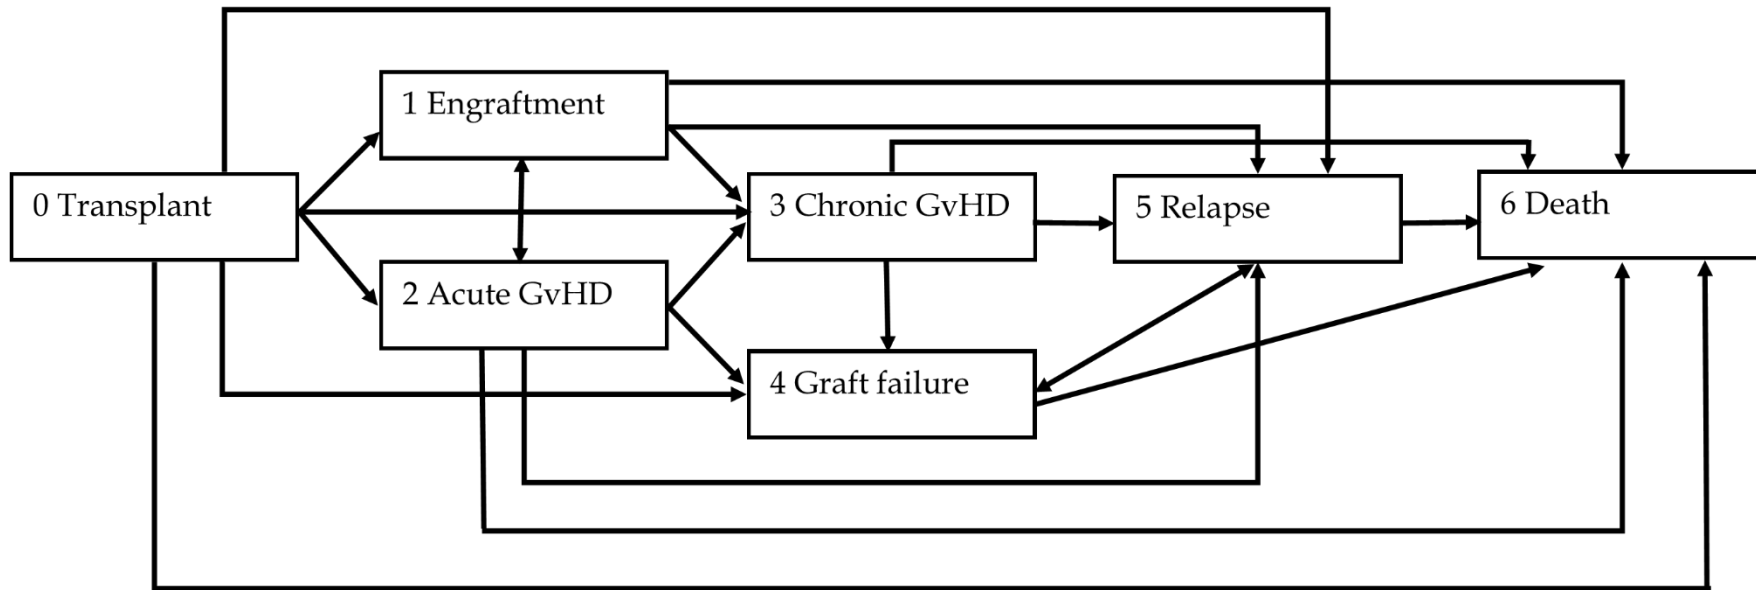 0 Transplant
1 Engraftment
2 Acute GvHD
3 Chronic GvHD
4 Graft failure
5 Relapse
6 Death